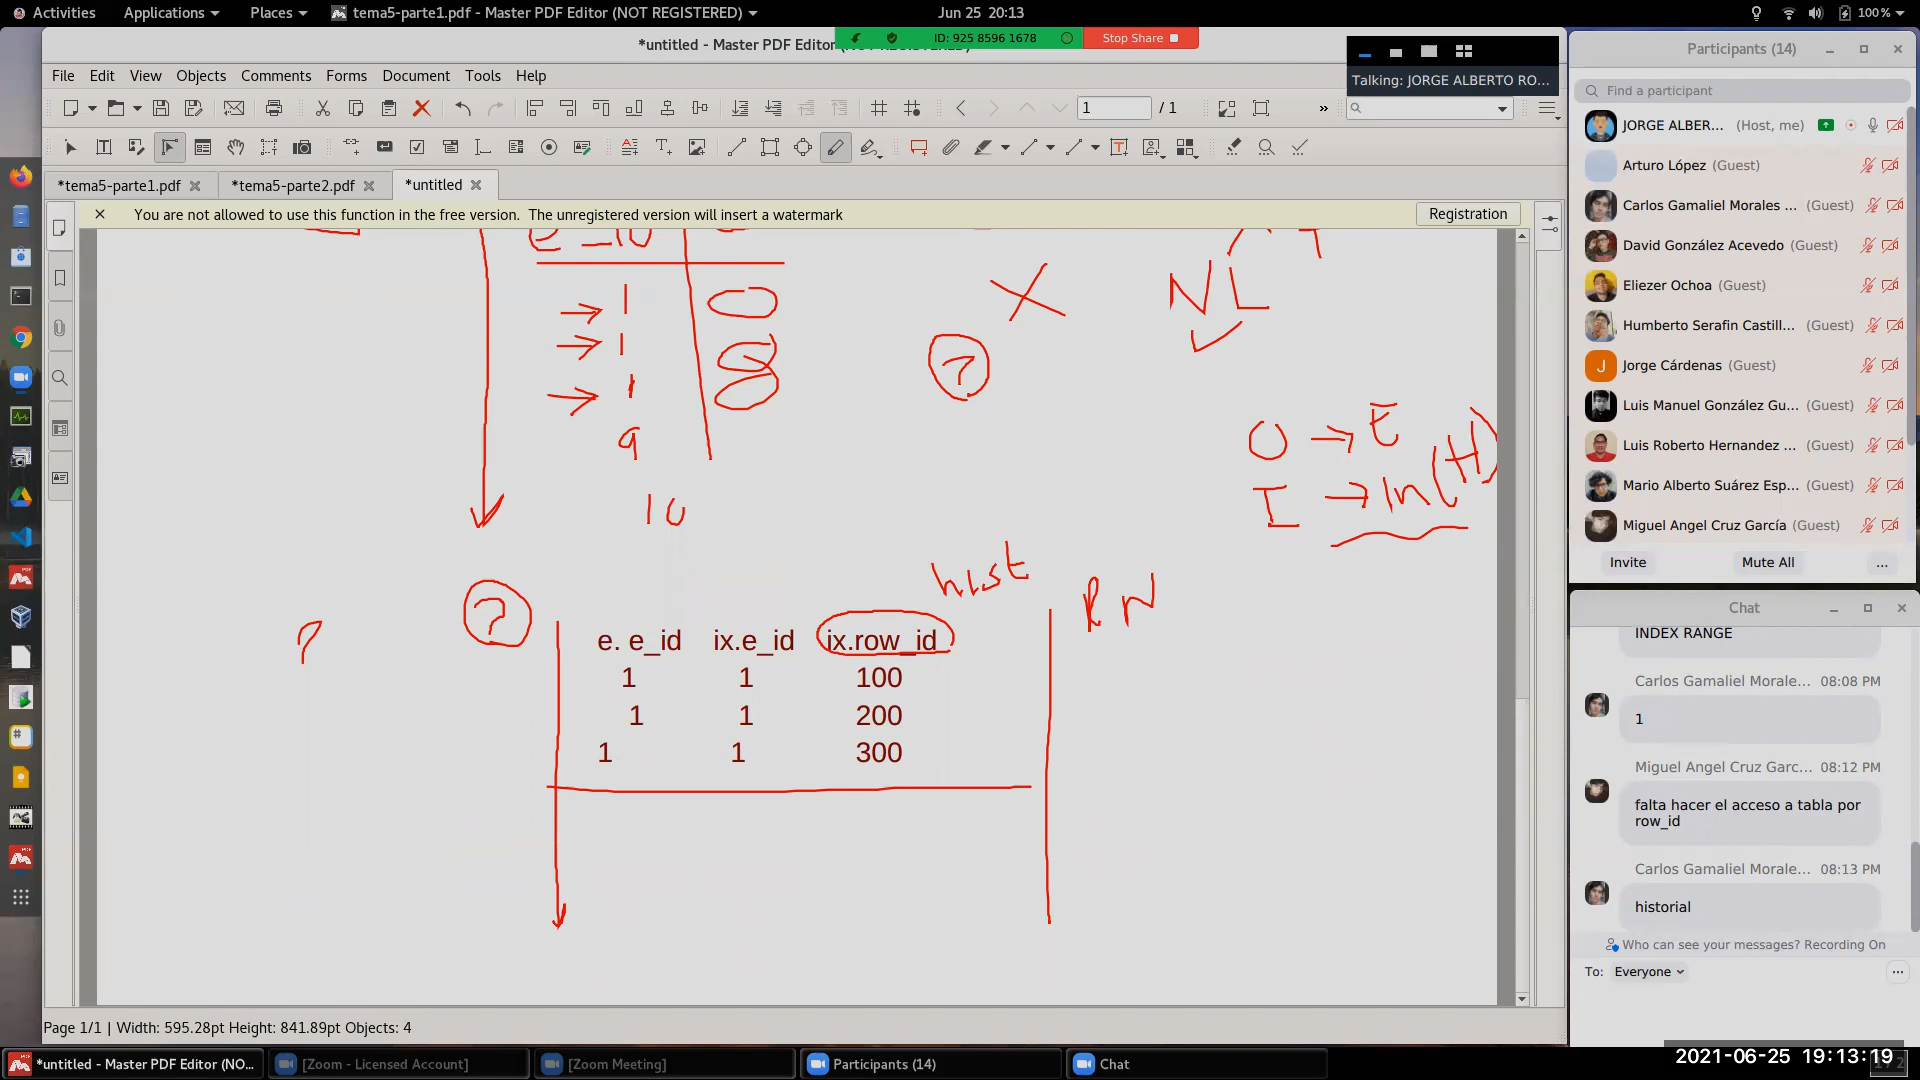 Activities Applications Places tema5-parte1.pdf - Master PDF Editor (NOT REGISTERED) Jun 25 20:13 100%
*untitled - Master PDF Editor
ID: 925 8596 1678 Stop Share
Talking: JORGE ALBERTO RO...
File Edit View Objects Comments Forms Document Tools Help
1 / 1
*tema5-parte1.pdf *tema5-parte2.pdf *untitled
You are not allowed to use this function in the free version. The unregistered version will insert a watermark
Registration
1
1
1
9
10
?
NL
O → E
I → In(H)
hist
RN
?
?
e. e_id ix.e_id ix.row_id
1 1 100
1 1 200
1 1 300
Page 1/1 | Width: 595.28pt Height: 841.89pt Objects: 4
Participants (14)
Find a participant
JORGE ALBER... (Host, me)
Arturo López (Guest)
Carlos Gamaliel Morales ... (Guest)
David González Acevedo (Guest)
Eliezer Ochoa (Guest)
Humberto Serafin Castill... (Guest)
J Jorge Cárdenas (Guest)
Luis Manuel González Gu... (Guest)
Luis Roberto Hernandez ... (Guest)
Mario Alberto Suárez Esp... (Guest)
Miguel Angel Cruz García (Guest)
Invite Mute All ...
Chat
INDEX RANGE
Carlos Gamaliel Morale... 08:08 PM
1
Miguel Angel Cruz Garc... 08:12 PM
falta hacer el acceso a tabla por
row_id
Carlos Gamaliel Morale... 08:13 PM
historial
Who can see your messages? Recording On
To: Everyone
*untitled - Master PDF Editor (NO... [Zoom - Licensed Account] [Zoom Meeting] Participants (14) Chat
2021-06-25 19:13:19